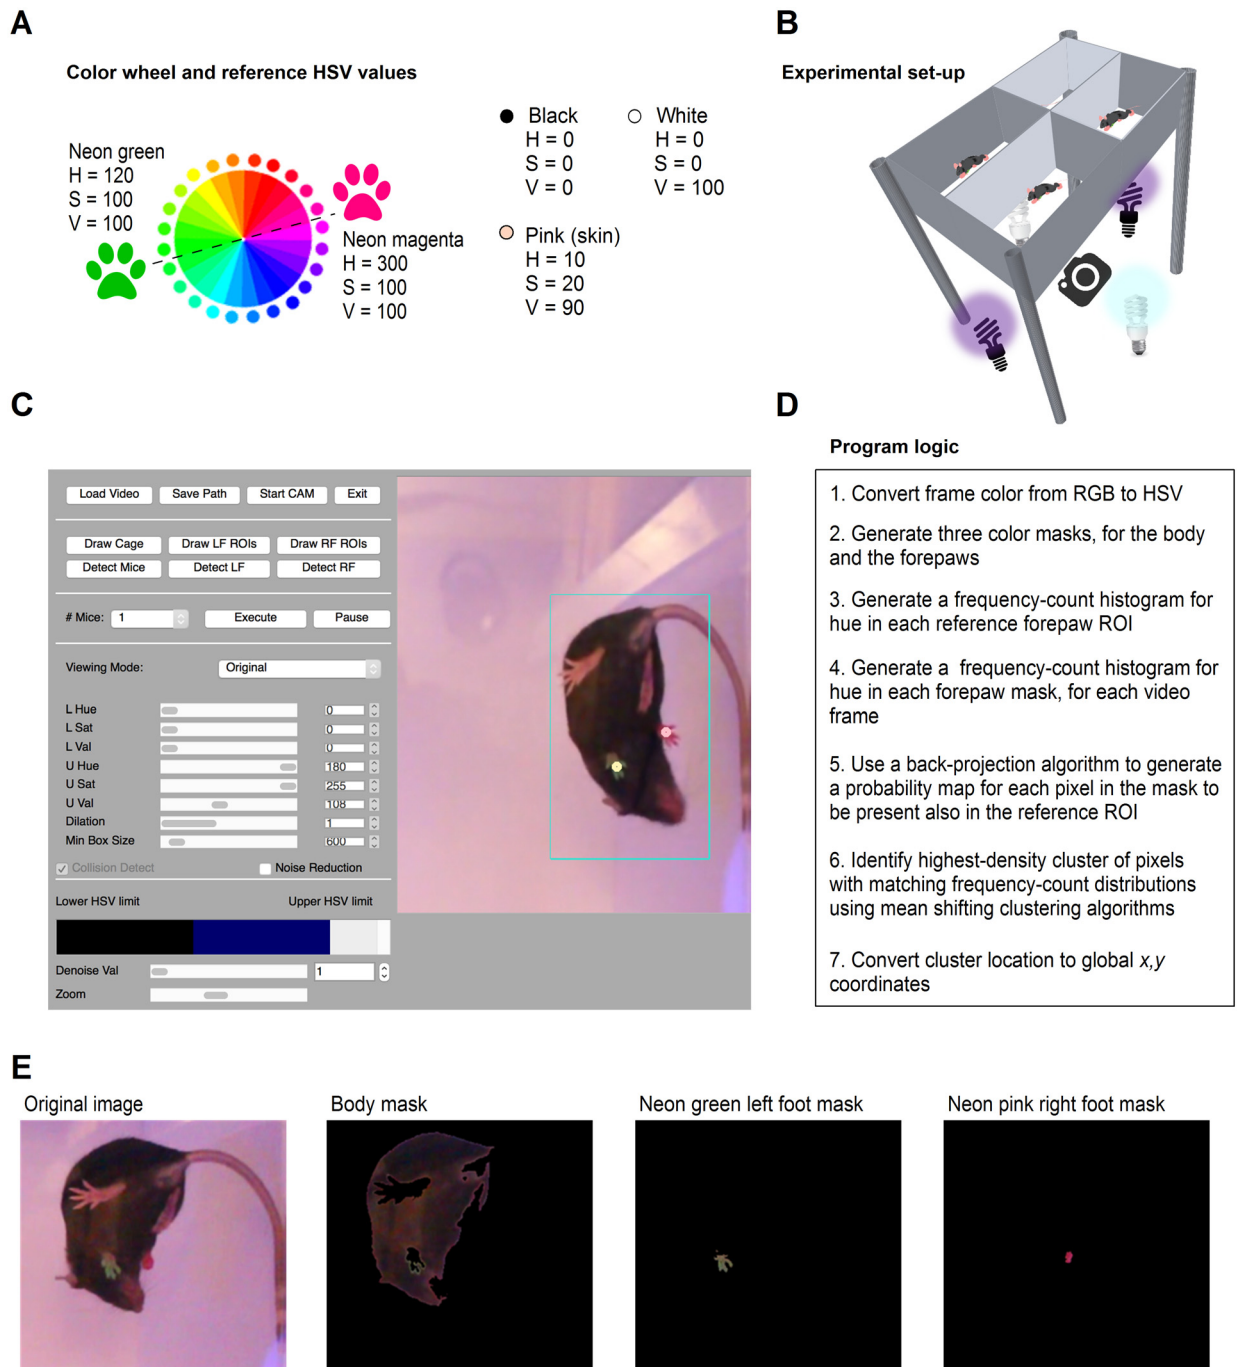 A
Color wheel and reference HSV values
Neon green
H = 120
S = 100
V = 100
Neon magenta
H = 300
S = 100
V = 100
Black
H = 0
S = 0
V = 0
White
H = 0
S = 0
V = 100
Pink (skin)
H = 10
S = 20
V = 90
B
Experimental set-up
C
Load Video Save Path Start CAM Exit
Draw Cage Draw LF ROIs Draw RF ROIs
Detect Mice Detect LF Detect RF
# Mice: 1 Execute Pause
Viewing Mode: Original
L Hue 0
L Sat 0
L Val 0
U Hue 180
U Sat 255
U Val 108
Dilation 1
Min Box Size 600
Collision Detect Noise Reduction
Lower HSV limit Upper HSV limit
Denoise Val 1
Zoom
D
Program logic
1. Convert frame color from RGB to HSV
2. Generate three color masks, for the body
and the forepaws
3. Generate a frequency-count histogram for
hue in each reference forepaw ROI
4. Generate a frequency-count histogram for
hue in each forepaw mask, for each video
frame
5. Use a back-projection algorithm to generate
a probability map for each pixel in the mask to
be present also in the reference ROI
6. Identify highest-density cluster of pixels
with matching frequency-count distributions
using mean shifting clustering algorithms
7. Convert cluster location to global x,y
coordinates
E
Original image
Body mask
Neon green left foot mask
Neon pink right foot mask